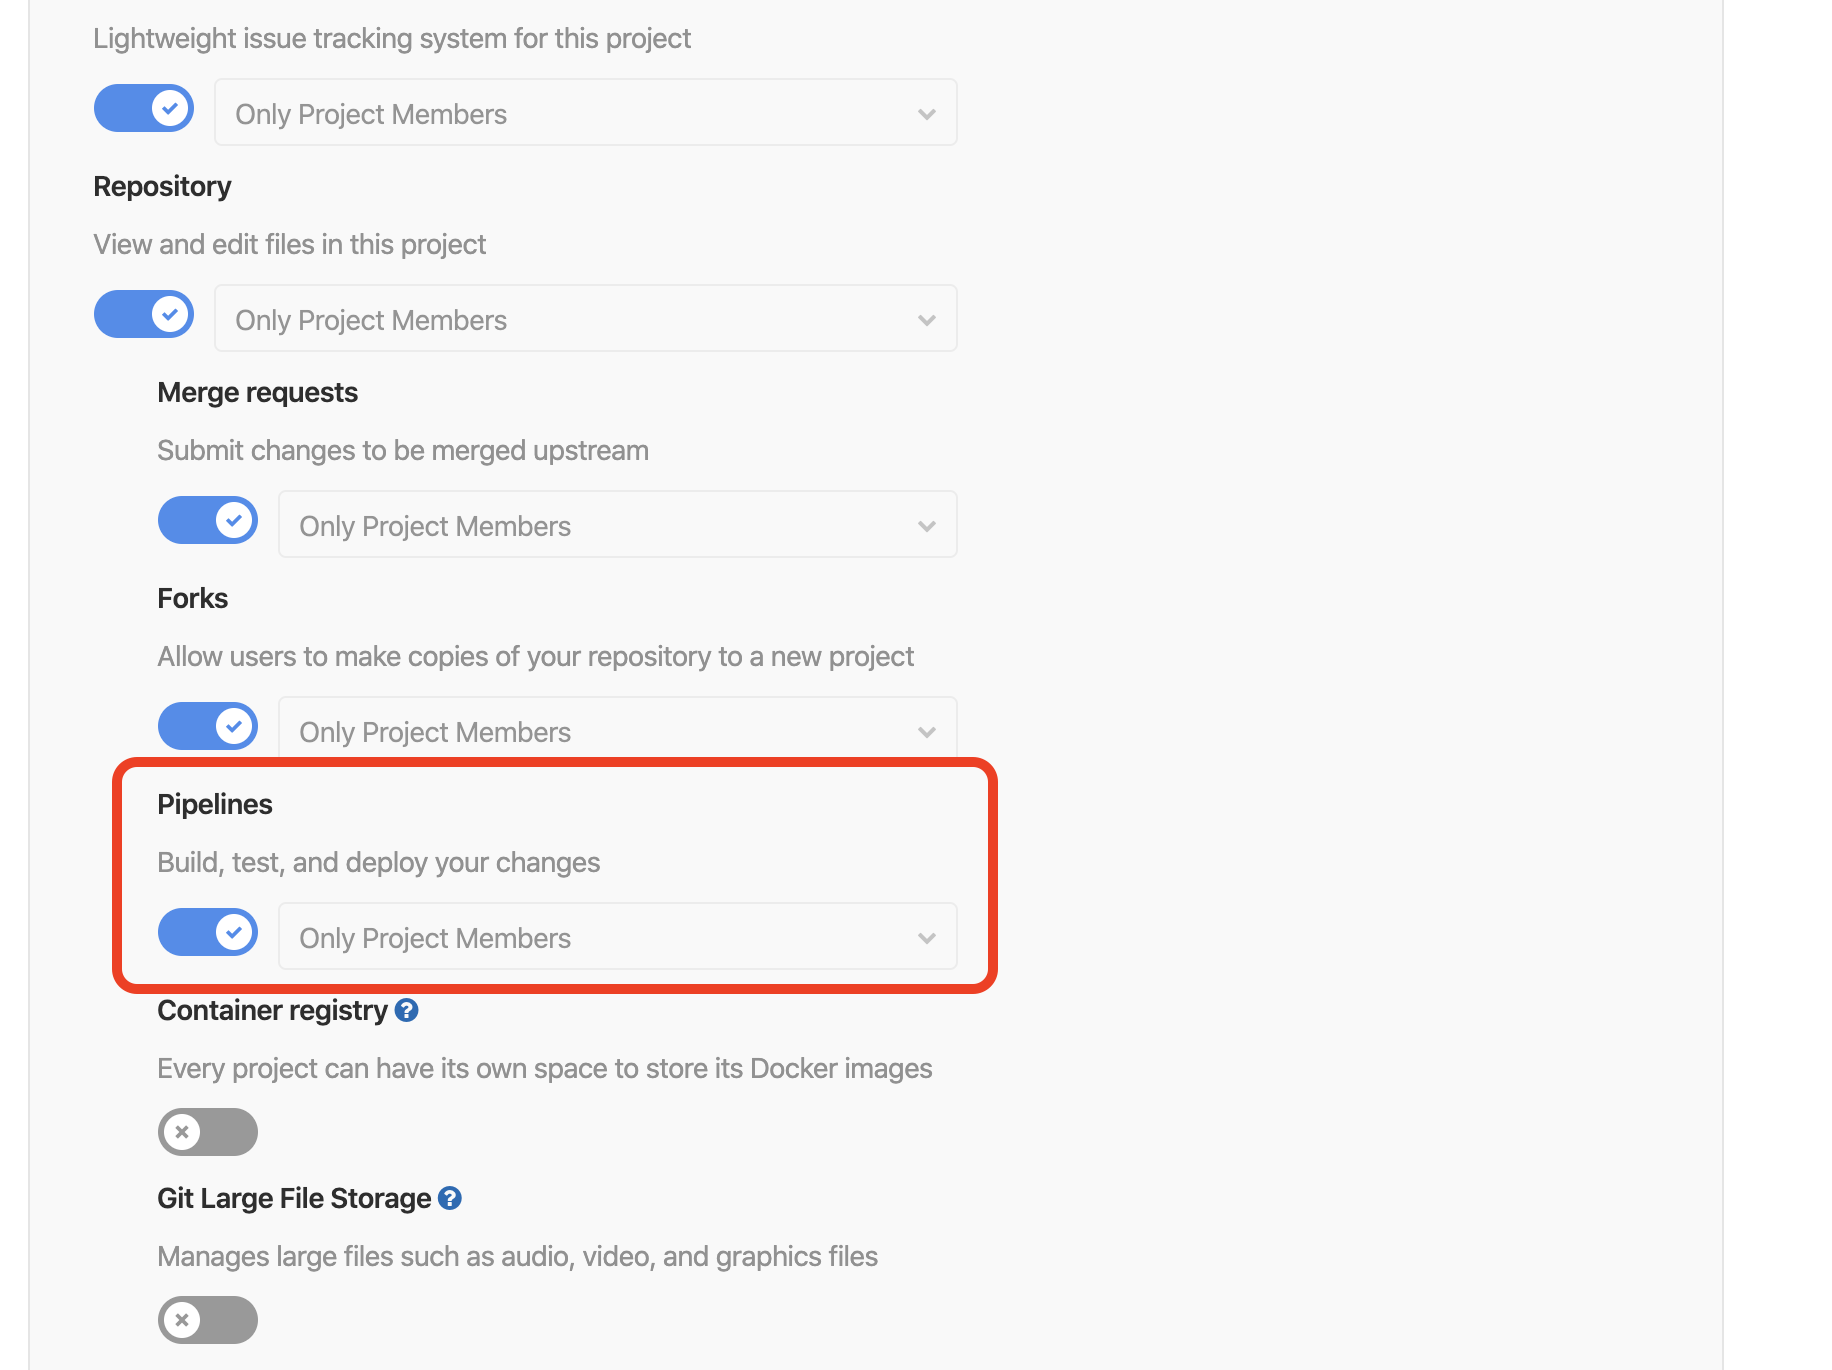 Lightweight issue tracking system for this project
Only Project Members
Repository
View and edit files in this project
Only Project Members
Merge requests
Submit changes to be merged upstream
Only Project Members
Forks
Allow users to make copies of your repository to a new project
Only Project Members
Pipelines
Build, test, and deploy your changes
Only Project Members
Container registry ?
Every project can have its own space to store its Docker images
Git Large File Storage ?
Manages large files such as audio, video, and graphics files